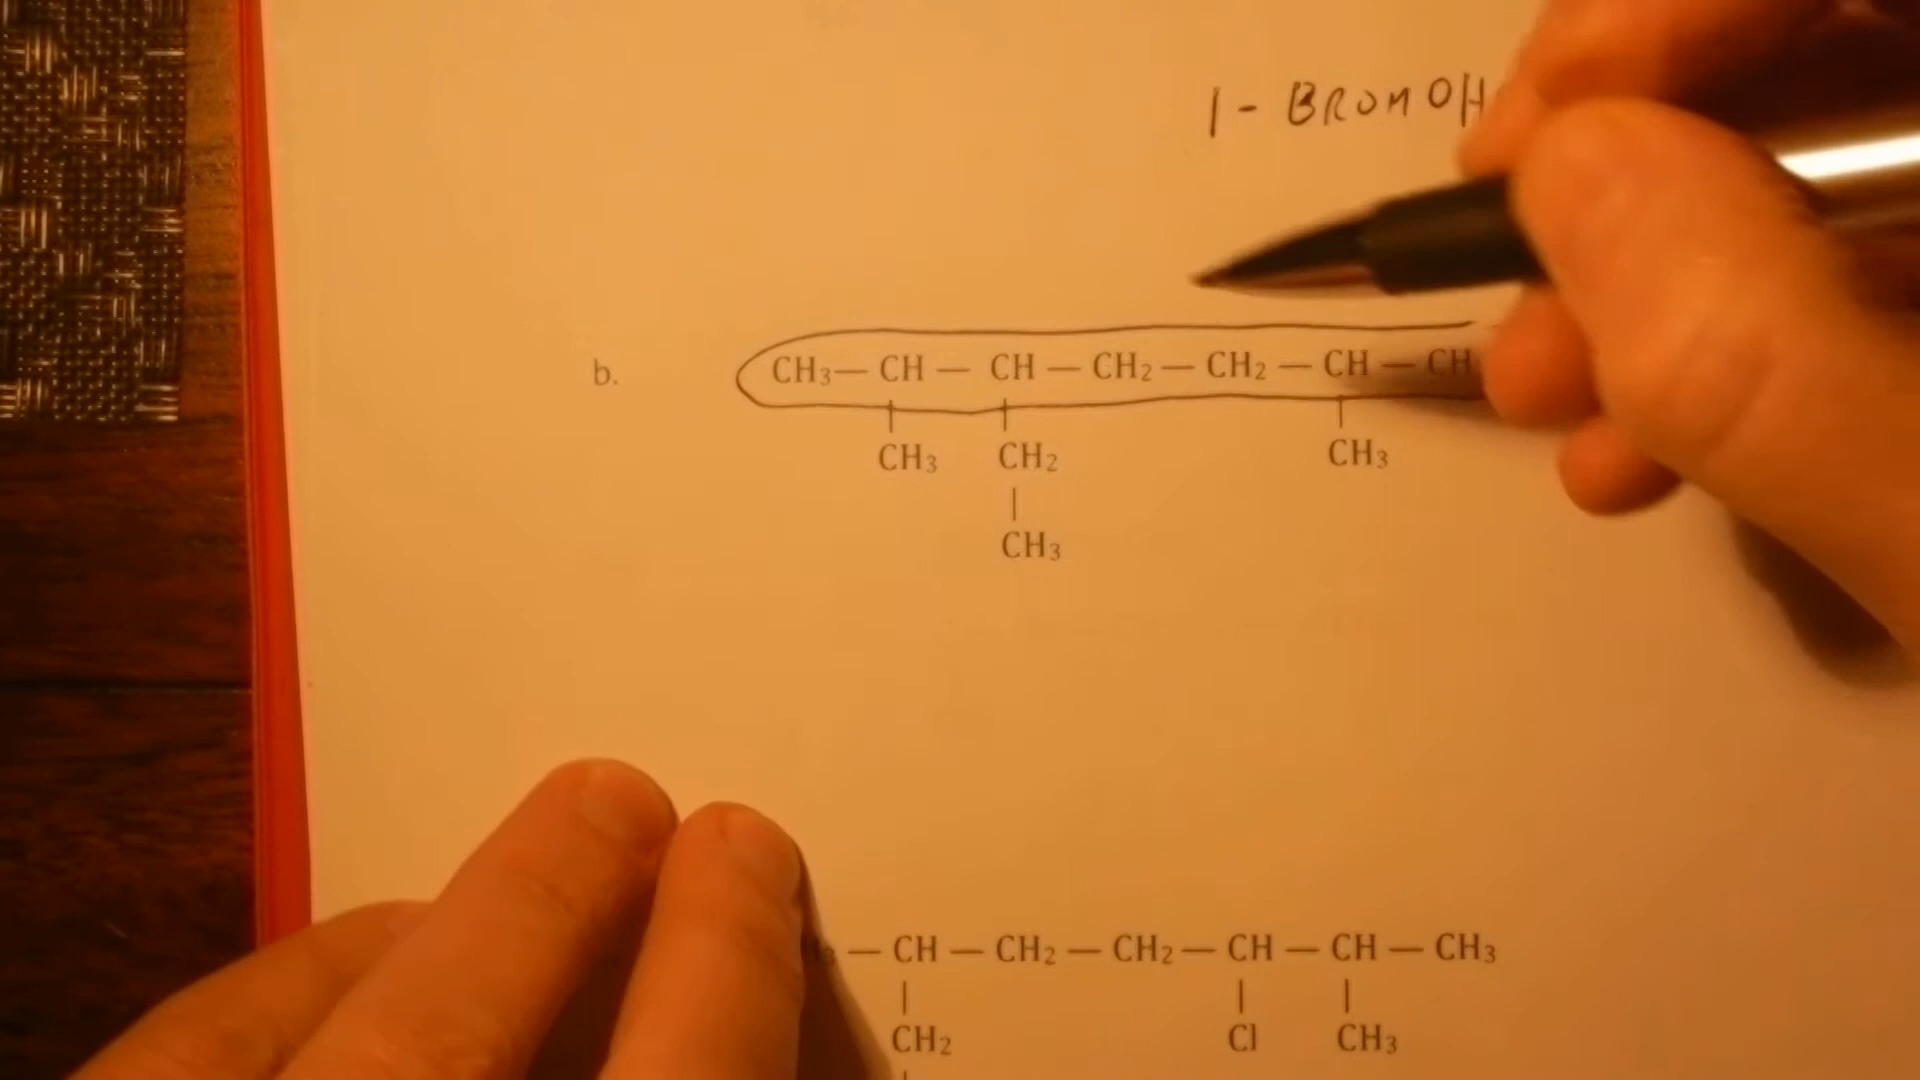 1 - BROMOH
b.
CH3— CH — CH — CH2 — CH2 — CH — CH
CH3 CH2 CH3
CH3
— CH — CH2 — CH2 — CH — CH — CH3
CH2 Cl CH3